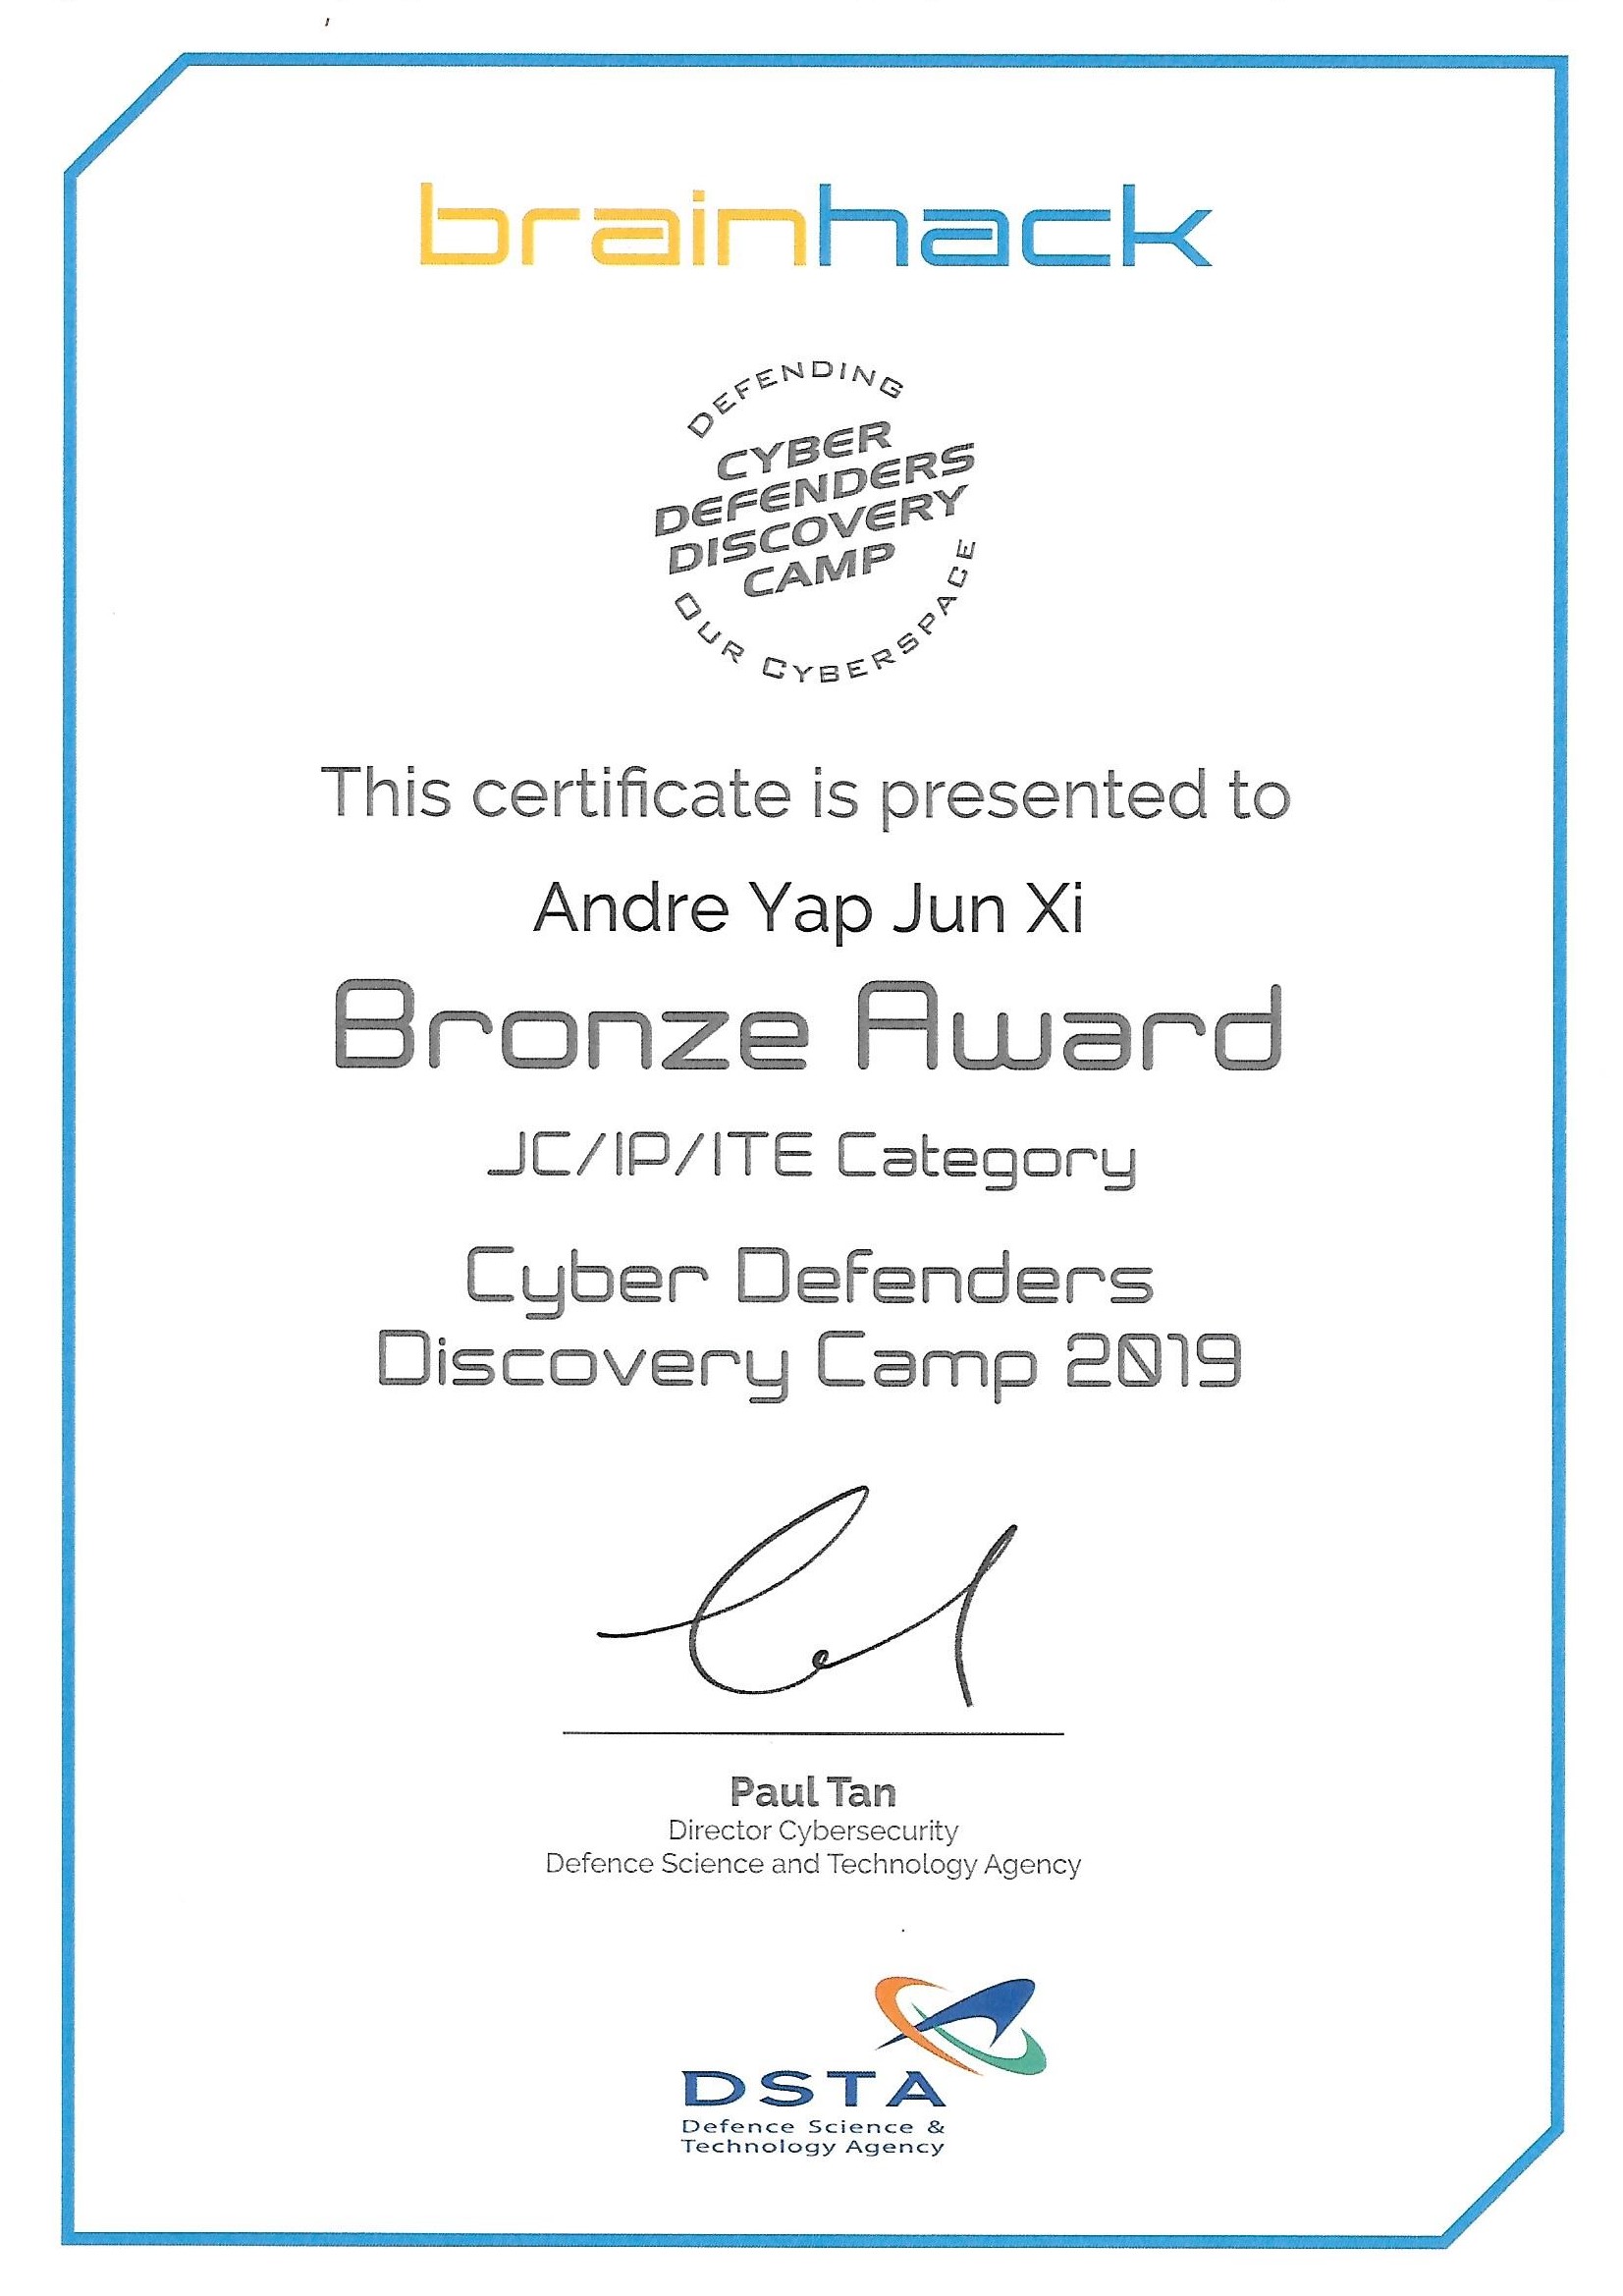 brainhack
DEFENDING
CYBER
DEFENDERS
DISCOVERY
CAMP
OUR CYBERSPACE
This certificate is presented to
Andre Yap Jun Xi
Bronze Award
JC/IP/ITE Category
Cyber Defenders
Discovery Camp 2019
Paul Tan
Director Cybersecurity
Defence Science and Technology Agency
DSTA
Defence Science &
Technology Agency